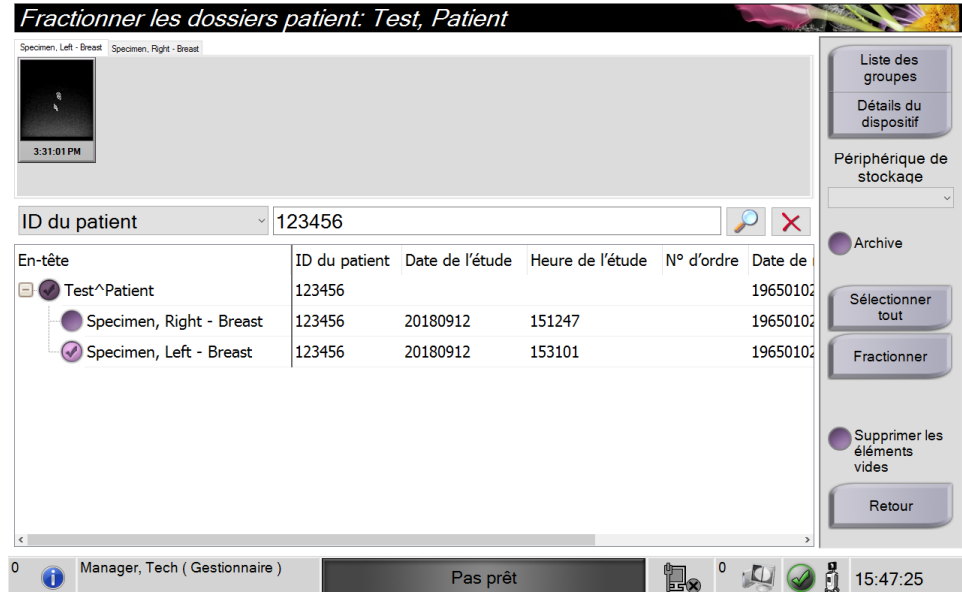 Fractionner les dossiers patient: Test, Patient
Specimen, Left - Breast Specimen, Right - Breast
3:31:01 PM
ID du patient 123456
En-tête ID du patient Date de l'étude Heure de l'étude N° d'ordre Date de
Test^Patient 123456 19650102
Specimen, Right - Breast 123456 20180912 151247 19650102
Specimen, Left - Breast 123456 20180912 153101 19650102
Liste des
groupes
Détails du
dispositif
Périphérique de
stockage
Archive
Sélectionner
tout
Fractionner
Supprimer les
éléments
vides
Retour
0 Manager, Tech ( Gestionnaire ) Pas prêt 0 15:47:25